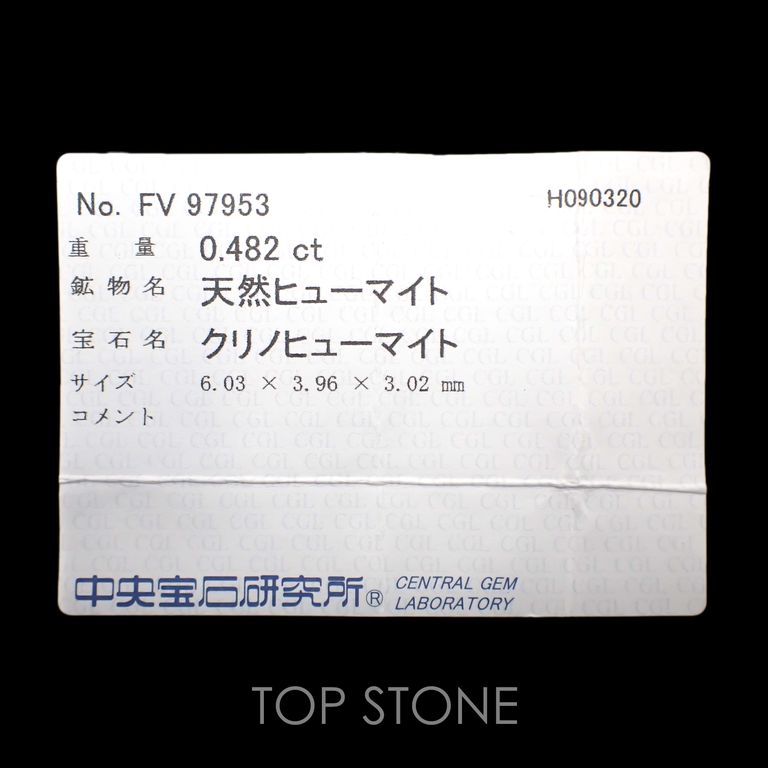 No. FV 97953 H090320
重量 0.482 ct
鉱物名 天然ヒューマイト
宝石名 クリノヒューマイト
サイズ 6.03 × 3.96 × 3.02 mm
コメント
中央宝石研究所® CENTRAL GEM
LABORATORY
TOP STONE